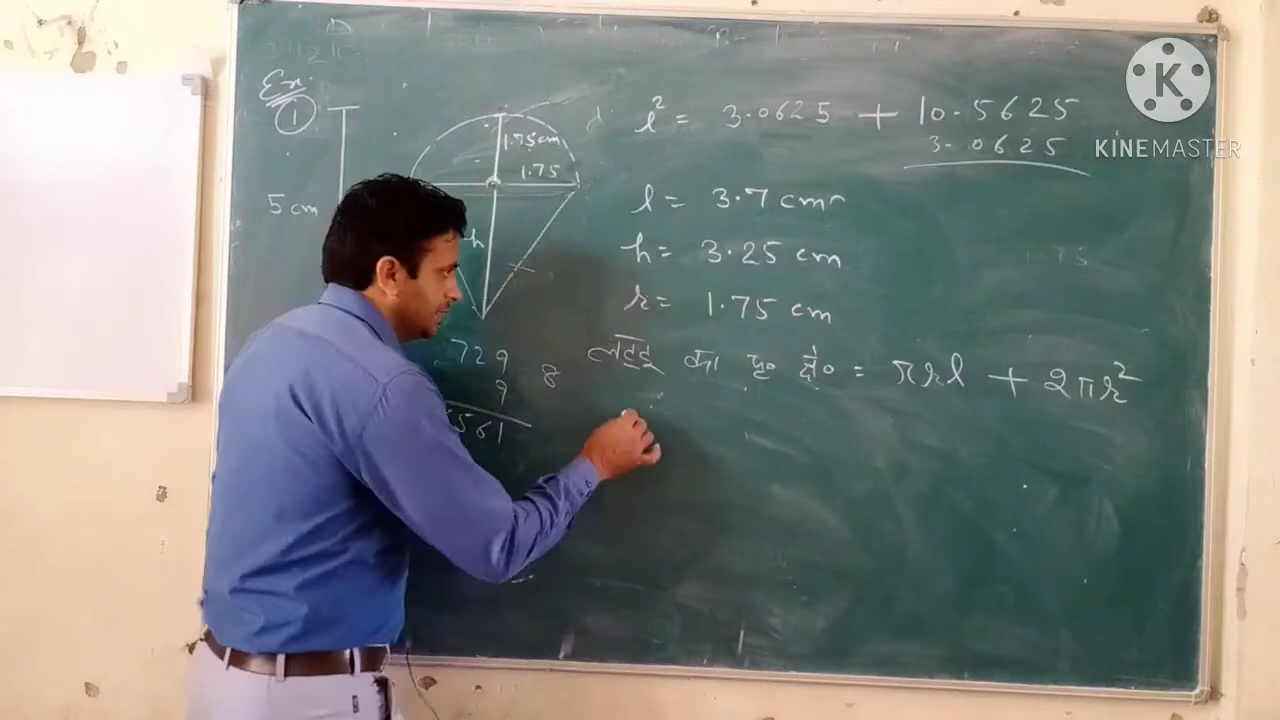 Ex.
1
1.75 cm
1.75
5 cm
h
l² = 3.0625 + 10.5625
3.0625
l = 3.7 cm
h = 3.25 cm
r = 1.75 cm
729
9
8
561
लट्टू का पृ० क्षे० = πrl + 2πr²
K
KINEMASTER